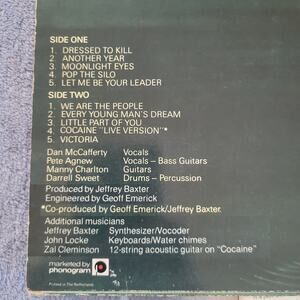 SIDE ONE
1. DRESSED TO KILL
2. ANOTHER YEAR
3. MOONLIGHT EYES
4. POP THE SILO
5. LET ME BE YOUR LEADER
SIDE TWO
1. WE ARE THE PEOPLE
2. EVERY YOUNG MAN'S DREAM
3. LITTLE PART OF YOU
4. COCAINE "LIVE VERSION"*
5. VICTORIA
Dan McCafferty Vocals
Pete Agnew Vocals – Bass Guitars
Manny Charlton Guitars
Darrell Sweet Drums – Percussion
Produced by Jeffrey Baxter
Engineered by Geoff Emerick
*Co-produced by Geoff Emerick/Jeffrey Baxter.
Additional musicians
Jeffrey Baxter Synthesizer/Vocoder
John Locke Keyboards/Water chimes
Zal Cleminson 12-string acoustic guitar on "Cocaine"
marketed by
phonogram
Printed in The Netherlands